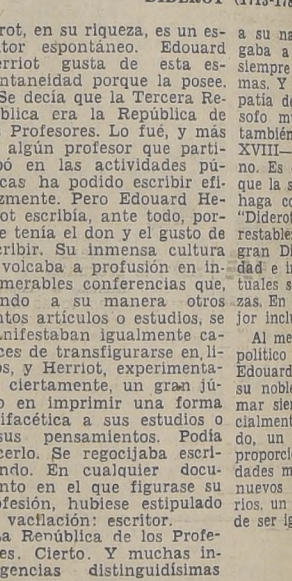 DIDEROT (1713-178
rot, en su riqueza, es un es-
tor espontáneo. Edouard
erriot gusta de esta es-
ntaneidad porque la posee.
Se decía que la Tercera Re-
blica era la República de
Profesores. Lo fué, y más
algún profesor que parti-
pó en las actividades pú-
cas ha podido escribir efi-
zmente. Pero Edouard He-
ot escribía, ante todo, por-
e tenía el don y el gusto de
cribir. Su inmensa cultura
volcaba a profusión en in-
merables conferencias que,
ndo a su manera otros
ntos artículos o estudios, se
nifestaban igualmente ca-
ces de transfigurarse en li-
os, y Herriot, experimenta-
ciertamente, un gran jú-
o en imprimir una forma
ifacética a sus estudios o
sus pensamientos. Podía
cerlo. Se regocijaba escri-
ndo. En cualquier docu-
nto en el que figurase su
ofesión, hubiese estipulado
vacilación: escritor.
a República de los Profe-
es. Cierto. Y muchas in-
gencias distinguidísimas
a su na
gaba a
siempre
mas. Y
patía de
sofo mu
también
XVIII—
no. Es
que la s
haga co
"Diderot
restable
gran Di
dad e in
tuales s
zas. En
jor inclu
Al me
político
Edouard
su noble
mar sien
cialment
do, un
proporci
dades m
nuevos
rios, un
de ser ig